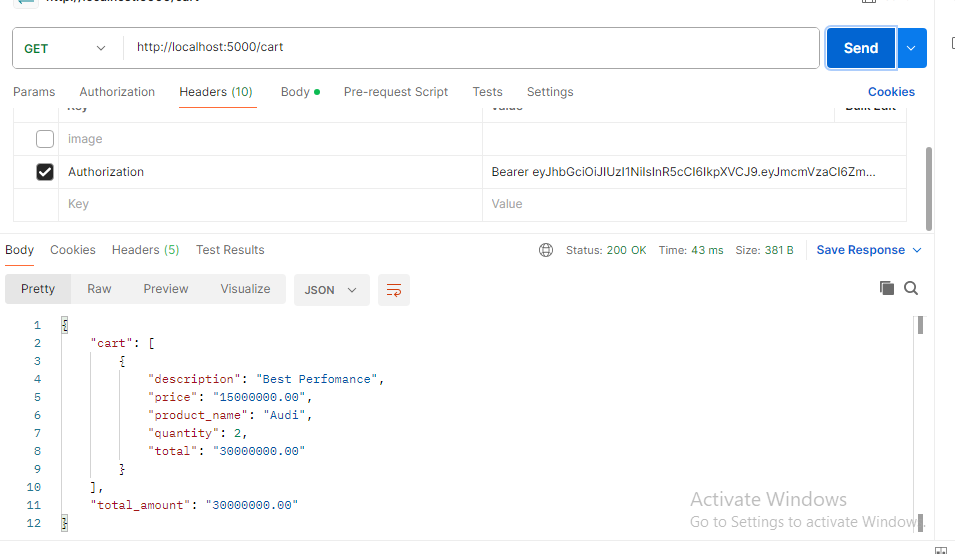 http://localhost:5000/cart
GET http://localhost:5000/cart Send
Params Authorization Headers (10) Body Pre-request Script Tests Settings Cookies
Key Value Bulk Edit
image
Authorization Bearer eyJhbGciOiJIUzI1NiIsInR5cCI6IkpXVCJ9.eyJmcmVzaCI6Zm...
Key Value
Body Cookies Headers (5) Test Results Status: 200 OK Time: 43 ms Size: 381 B Save Response
Pretty Raw Preview Visualize JSON
1 {
2 "cart": [
3 {
4 "description": "Best Perfomance",
5 "price": "15000000.00",
6 "product_name": "Audi",
7 "quantity": 2,
8 "total": "30000000.00"
9 }
10 ],
11 "total_amount": "30000000.00"
12 }
Activate Windows
Go to Settings to activate Windows.